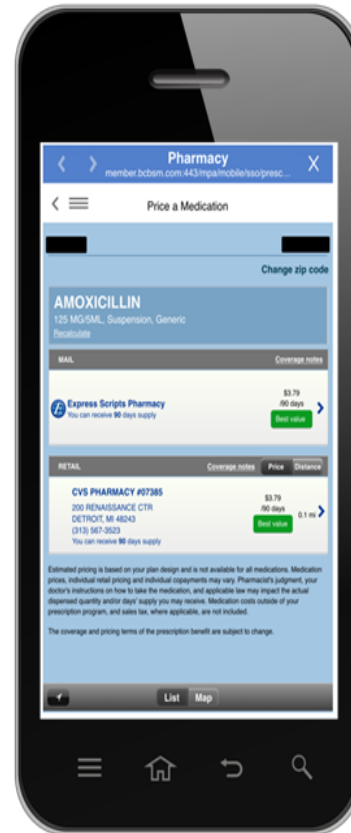 Pharmacy
member.bcbsm.com:443/mpa/mobile/sso/presc...
Price a Medication
Change zip code
AMOXICILLIN
125 MG/5ML, Suspension, Generic
Recalculate
MAIL Coverage notes
Express Scripts Pharmacy
You can receive 90 days supply
$3.79
/90 days
Best value
RETAIL Coverage notes Price Distance
CVS PHARMACY #07385
200 RENAISSANCE CTR
DETROIT, MI 48243
(313) 567-3523
You can receive 90 days supply
$3.79
/90 days
Best value
0.1 mi
Estimated pricing is based on your plan design and is not available for all medications. Medication
prices, individual retail pricing and individual copayments may vary. Pharmacist's judgment, your
doctor's instructions on how to take the medication, and applicable law may impact the actual
dispensed quantity and/or days' supply you may receive. Medication costs outside of your
prescription program, and sales tax, where applicable, are not included.
The coverage and pricing terms of the prescription benefit are subject to change.
List Map